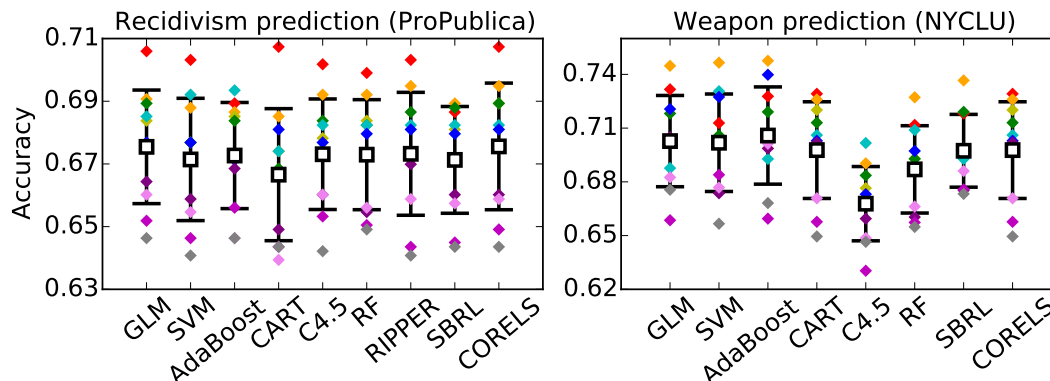 Recidivism prediction (ProPublica)
Weapon prediction (NYCLU)
Accuracy
0.71
0.69
0.67
0.65
0.63
GLM
SVM
AdaBoost
CART
C4.5
RF
RIPPER
SBRL
CORELS
0.74
0.71
0.68
0.65
0.62
GLM
SVM
AdaBoost
CART
C4.5
RF
SBRL
CORELS